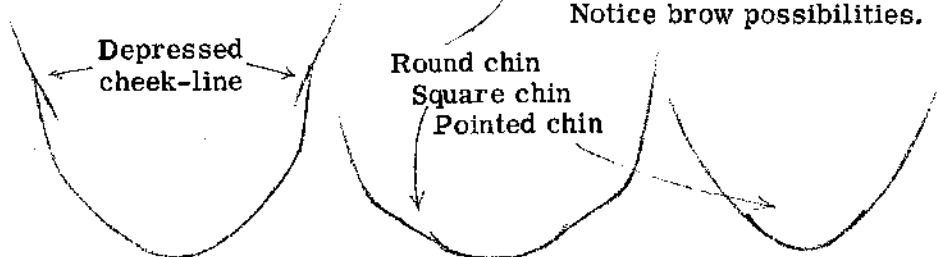 Notice brow possibilities.
Depressed
cheek-line
Round chin
Square chin
Pointed chin